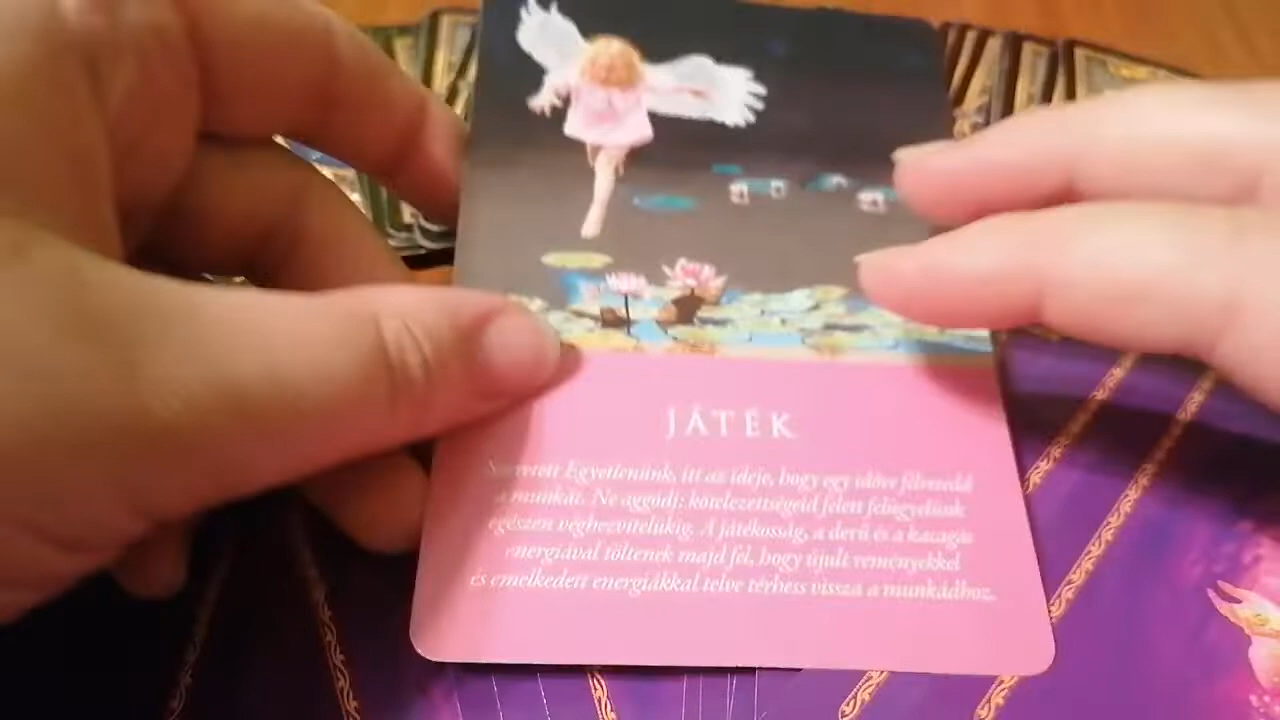 JÁTÉK
Szeretett Egyetlenünk, itt az ideje, hogy egy időre félretedd
a munkát. Ne aggódj: kötelezettségeid felett felügyelünk
egészen véghezvitelükig. A játékosság, a derű és a kacagás
energiával töltenek majd fel, hogy újult reményekkel
és emelkedett energiákkal telve térhess vissza a munkádhoz.